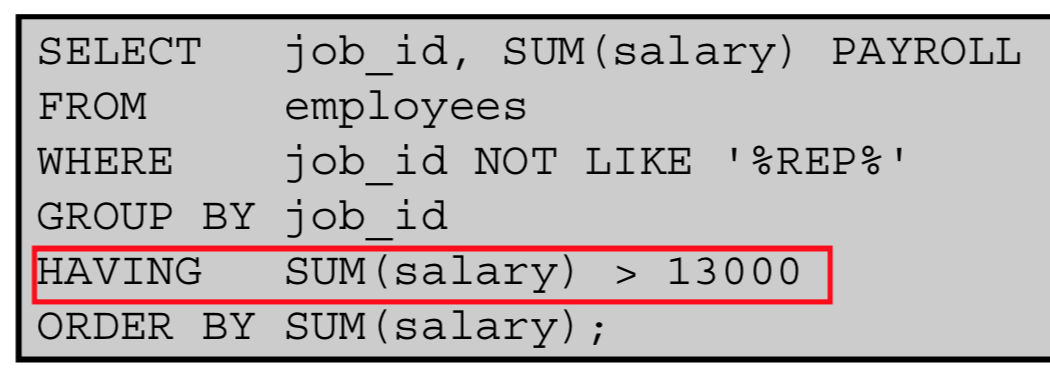 SELECT   job_id, SUM(salary) PAYROLL
FROM     employees
WHERE    job_id NOT LIKE '%REP%'
GROUP BY job_id
HAVING   SUM(salary) > 13000
ORDER BY SUM(salary);